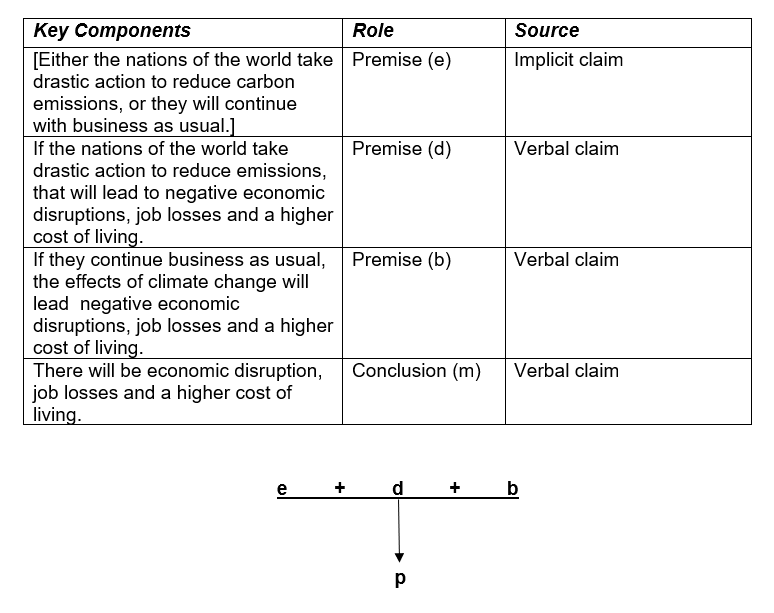 Key Components Role Source
[Either the nations of the world take Premise (e) Implicit claim
drastic action to reduce carbon
emissions, or they will continue
with business as usual.]
If the nations of the world take Premise (d) Verbal claim
drastic action to reduce emissions,
that will lead to negative economic
disruptions, job losses and a higher
cost of living.
If they continue business as usual, Premise (b) Verbal claim
the effects of climate change will
lead  negative economic
disruptions, job losses and a higher
cost of living.
There will be economic disruption, Conclusion (m) Verbal claim
job losses and a higher cost of
living.
e + d + b
p